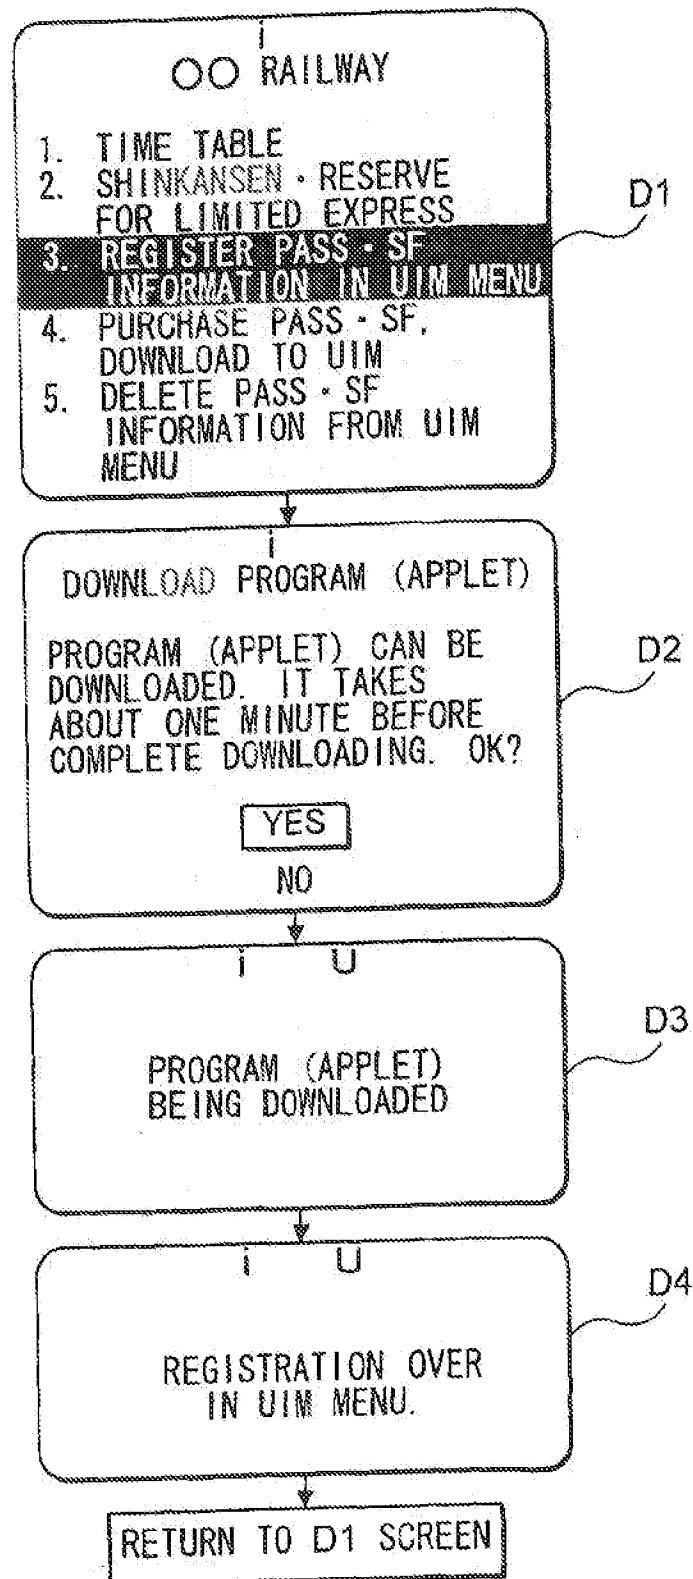 i
○○ RAILWAY
1. TIME TABLE
2. SHINKANSEN・RESERVE
FOR LIMITED EXPRESS
3. REGISTER PASS・SF
INFORMATION IN UIM MENU
4. PURCHASE PASS・SF,
DOWNLOAD TO UIM
5. DELETE PASS・SF
INFORMATION FROM UIM
MENU
D1
i
DOWNLOAD PROGRAM (APPLET)
PROGRAM (APPLET) CAN BE
DOWNLOADED. IT TAKES
ABOUT ONE MINUTE BEFORE
COMPLETE DOWNLOADING. OK?
YES
NO
D2
i U
PROGRAM (APPLET)
BEING DOWNLOADED
D3
i U
REGISTRATION OVER
IN UIM MENU.
D4
RETURN TO D1 SCREEN